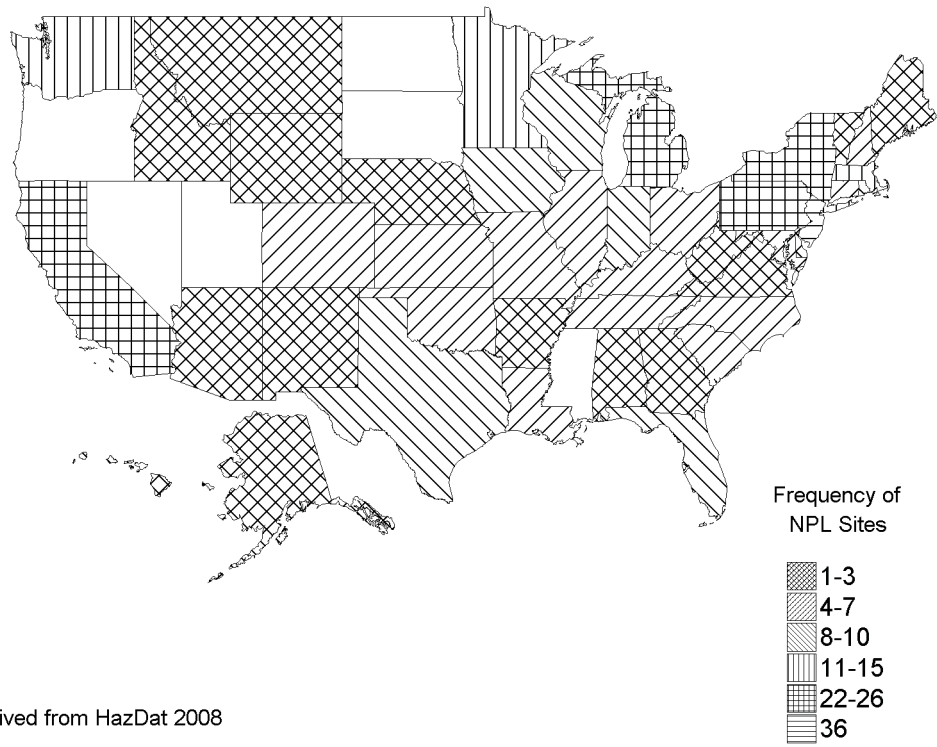 Frequency of
NPL Sites
1-3
4-7
8-10
11-15
22-26
36
ived from HazDat 2008